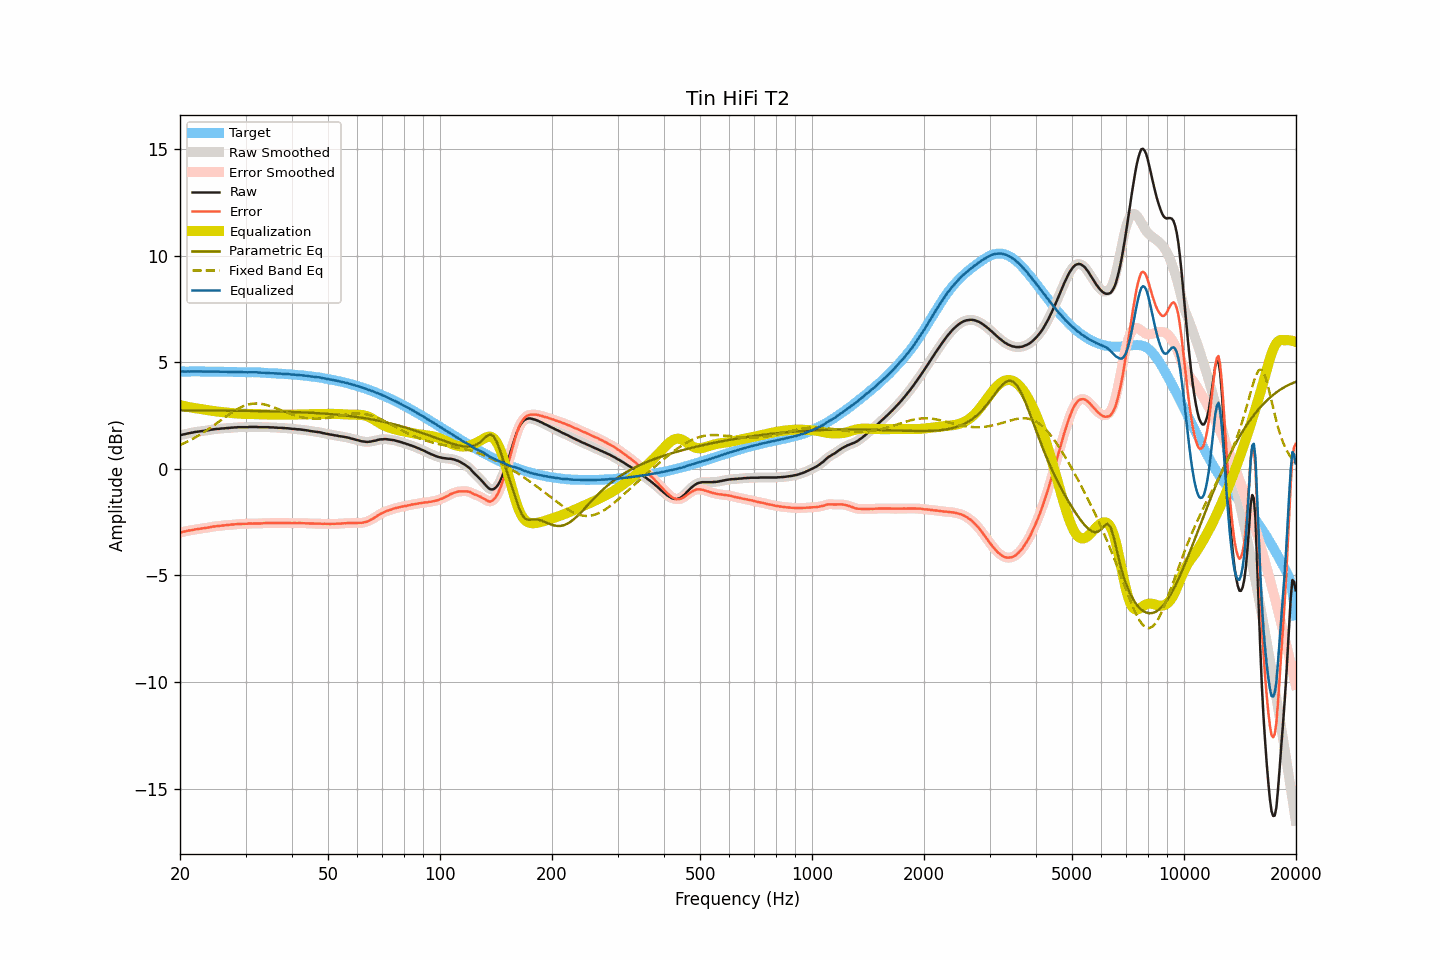 Tin HiFi T2
Target
Raw Smoothed
Error Smoothed
Raw
Error
Equalization
Parametric Eq
Fixed Band Eq
Equalized
15
10
5
0
−5
−10
−15
Amplitude (dBr)
20 50 100 200 500 1000 2000 5000 10000 20000
Frequency (Hz)